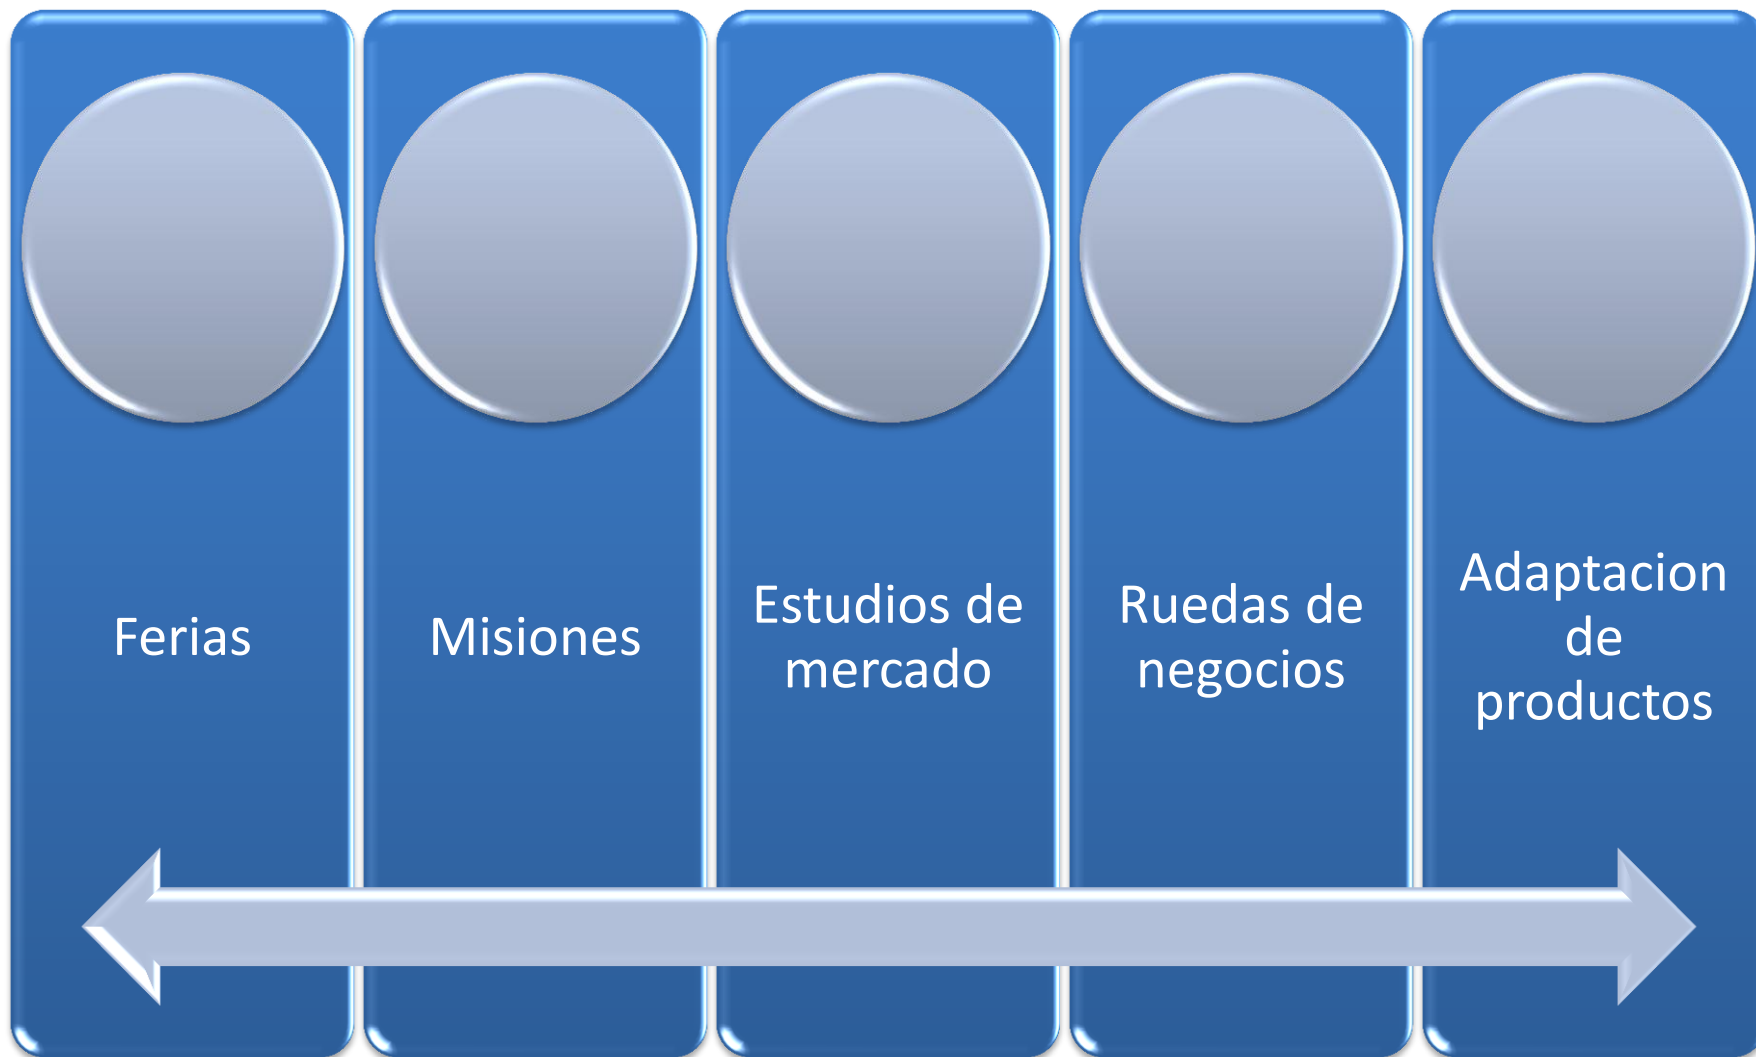 Ferias
Misiones
Estudios de
mercado
Ruedas de
negocios
Adaptacion
de
productos